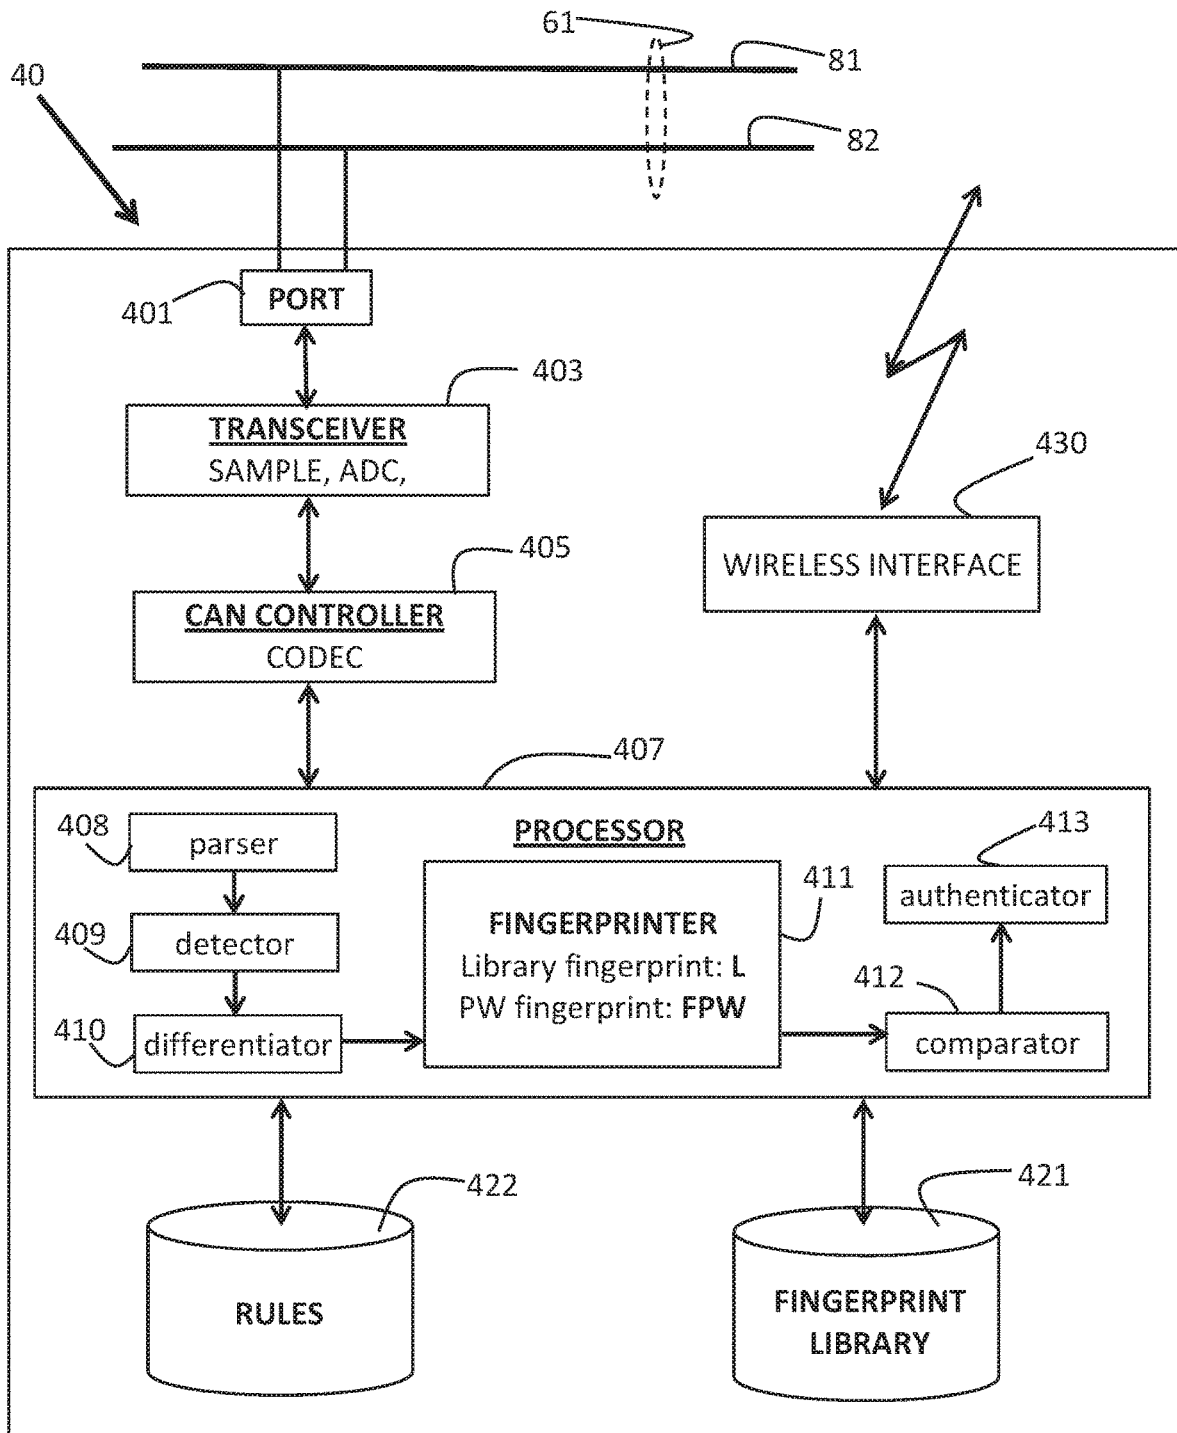 61
81
40
82
401
PORT
403
TRANSCEIVER
SAMPLE, ADC,
430
405
WIRELESS INTERFACE
CAN CONTROLLER
CODEC
407
408
parser
PROCESSOR
413
411
authenticator
FINGERPRINTER
409
detector
Library fingerprint: L
412
PW fingerprint: FPW
410
differentiator
comparator
422
421
RULES
FINGERPRINT
LIBRARY